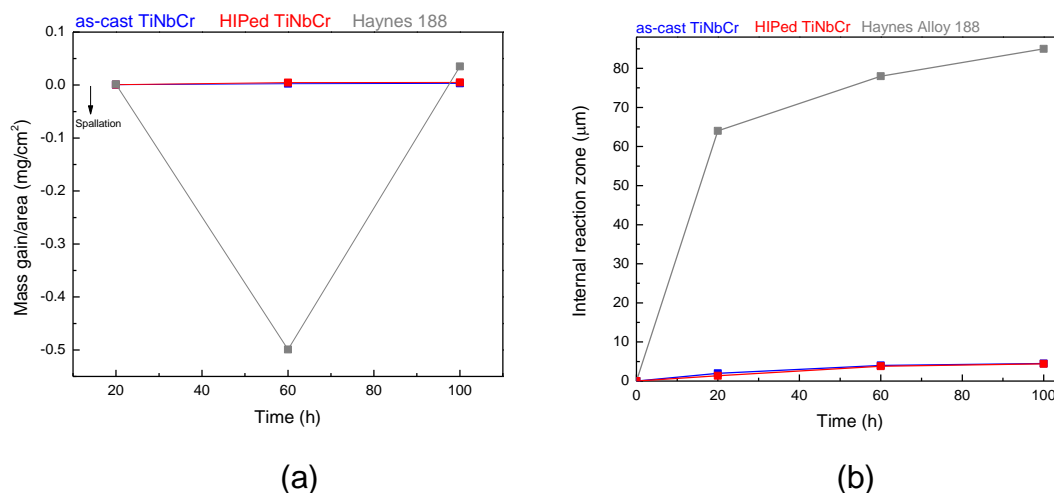 as-cast TiNbCr HIPed TiNbCr Haynes 188
0.1
0.0
-0.1
-0.2
-0.3
-0.4
-0.5
Mass gain/area (mg/cm²)
Spallation
20 40 60 80 100
Time (h)
(a)
as-cast TiNbCr HIPed TiNbCr Haynes Alloy 188
80
70
60
50
40
30
20
10
0
Internal reaction zone (μm)
0 20 40 60 80 100
Time (h)
(b)